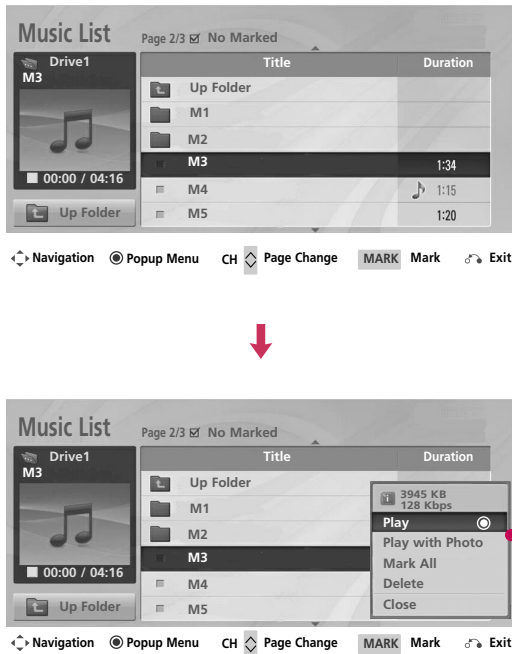 Music List
Page 2/3 No Marked
Drive1
M3
00:00 / 04:16
Up Folder
Title Duration
Up Folder
M1
M2
M3 1:34
M4 1:15
M5 1:20
Navigation Popup Menu CH Page Change MARK Mark Exit
Music List
Page 2/3 No Marked
Drive1
M3
00:00 / 04:16
Up Folder
Title Duration
Up Folder
M1
M2
M3
M4
M5
3945 KB
128 Kbps
Play
Play with Photo
Mark All
Delete
Close
Navigation Popup Menu CH Page Change MARK Mark Exit